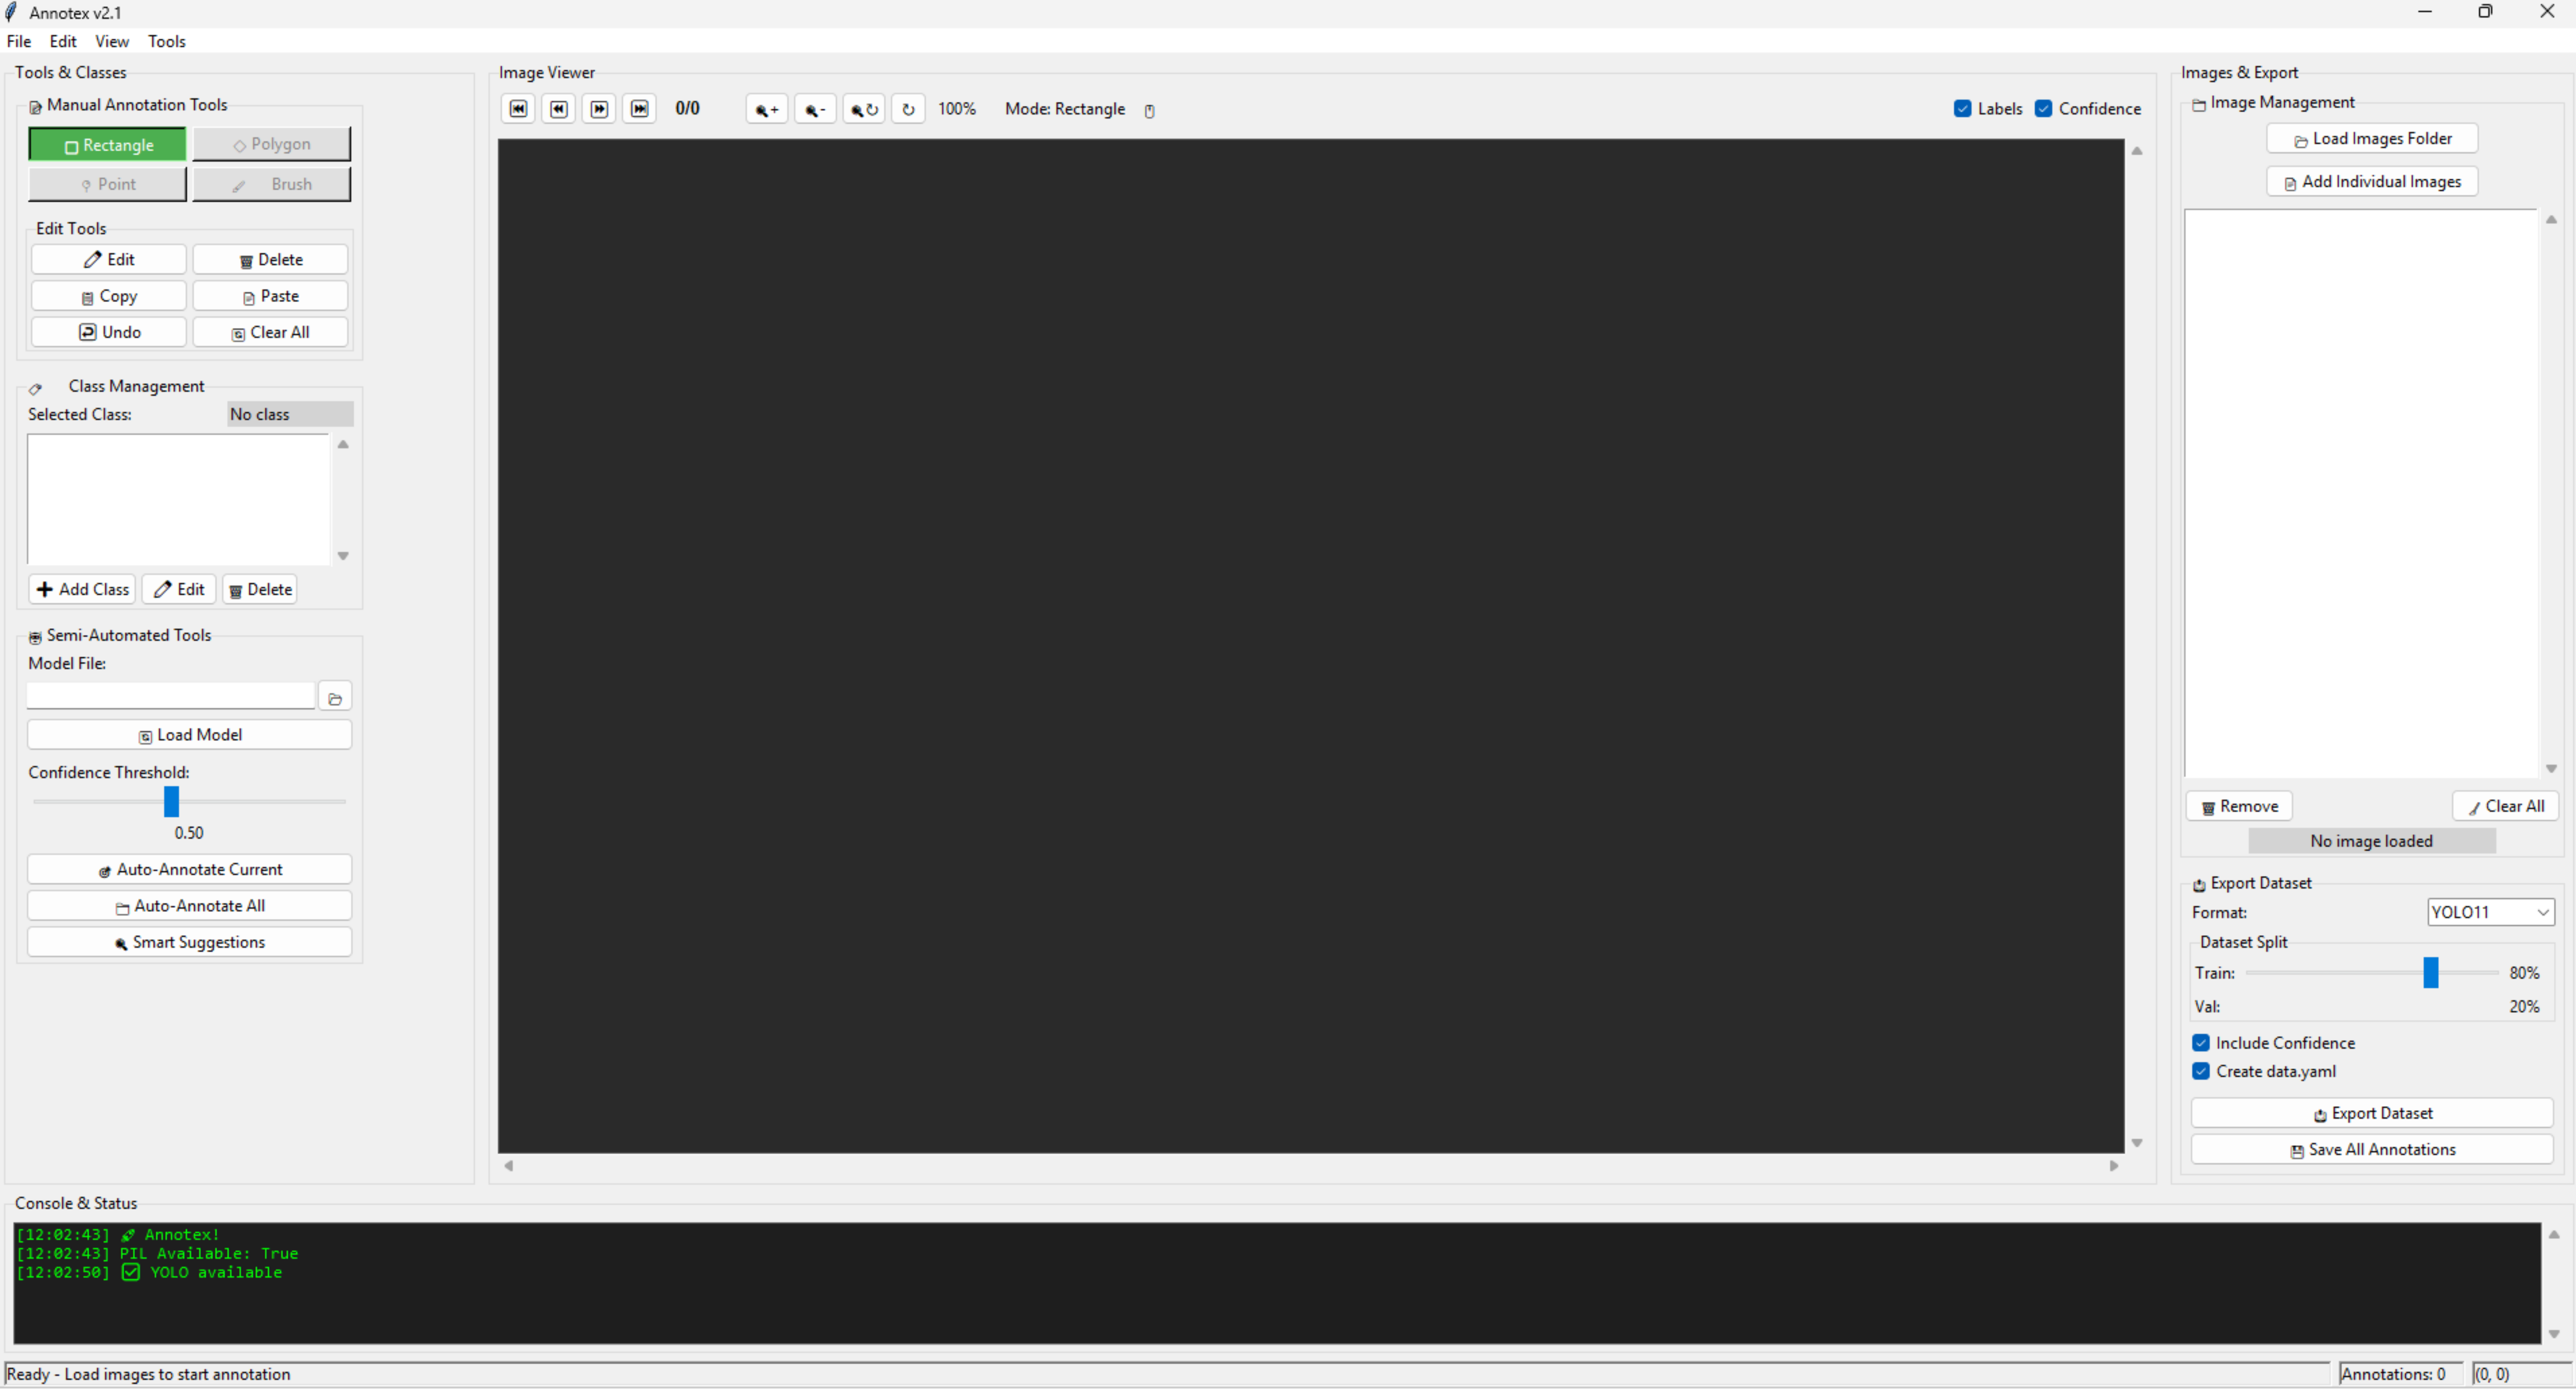 Annotex v2.1
File Edit View Tools
Tools & Classes
Manual Annotation Tools
Rectangle Polygon
Point Brush
Edit Tools
Edit Delete
Copy Paste
Undo Clear All
Class Management
Selected Class: No class
Add Class Edit Delete
Semi-Automated Tools
Model File:
Load Model
Confidence Threshold:
0.50
Auto-Annotate Current
Auto-Annotate All
Smart Suggestions
Image Viewer
0/0 + - 100% Mode: Rectangle Labels Confidence
Images & Export
Image Management
Load Images Folder
Add Individual Images
Remove Clear All
No image loaded
Export Dataset
Format: YOLO11
Dataset Split
Train: 80%
Val: 20%
Include Confidence
Create data.yaml
Export Dataset
Save All Annotations
Console & Status
[12:02:43] Annotex!
[12:02:43] PIL Available: True
[12:02:50] YOLO available
Ready - Load images to start annotation Annotations: 0 (0, 0)